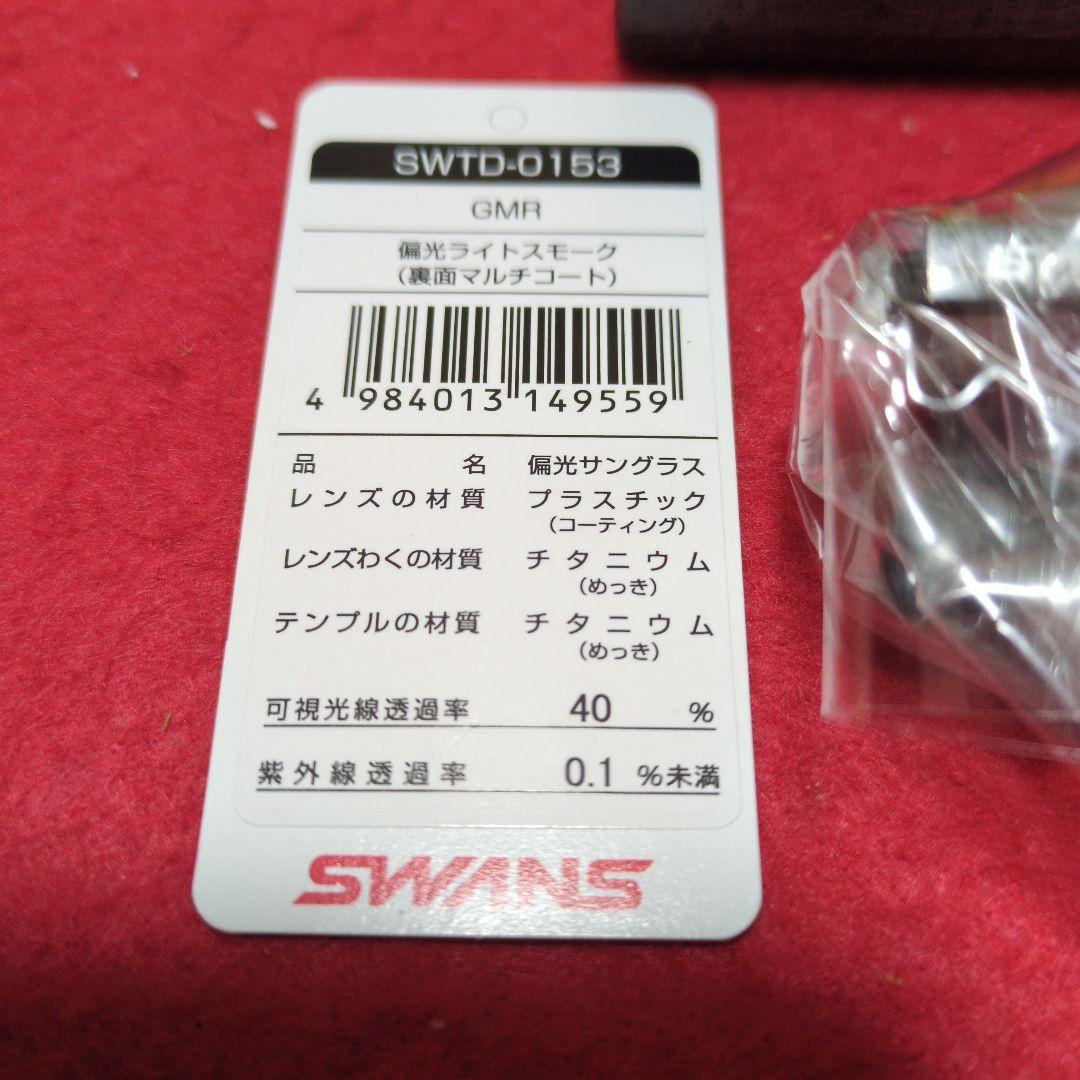 SWTD-0153
GMR
偏光ライトスモーク
(裏面マルチコート)
4 984013 149559
品名 偏光サングラス
レンズの材質 プラスチック
(コーティング)
レンズわくの材質 チタニウム
(めっき)
テンプルの材質 チタニウム
(めっき)
可視光線透過率 40 %
紫外線透過率 0.1 %未満
SWANS